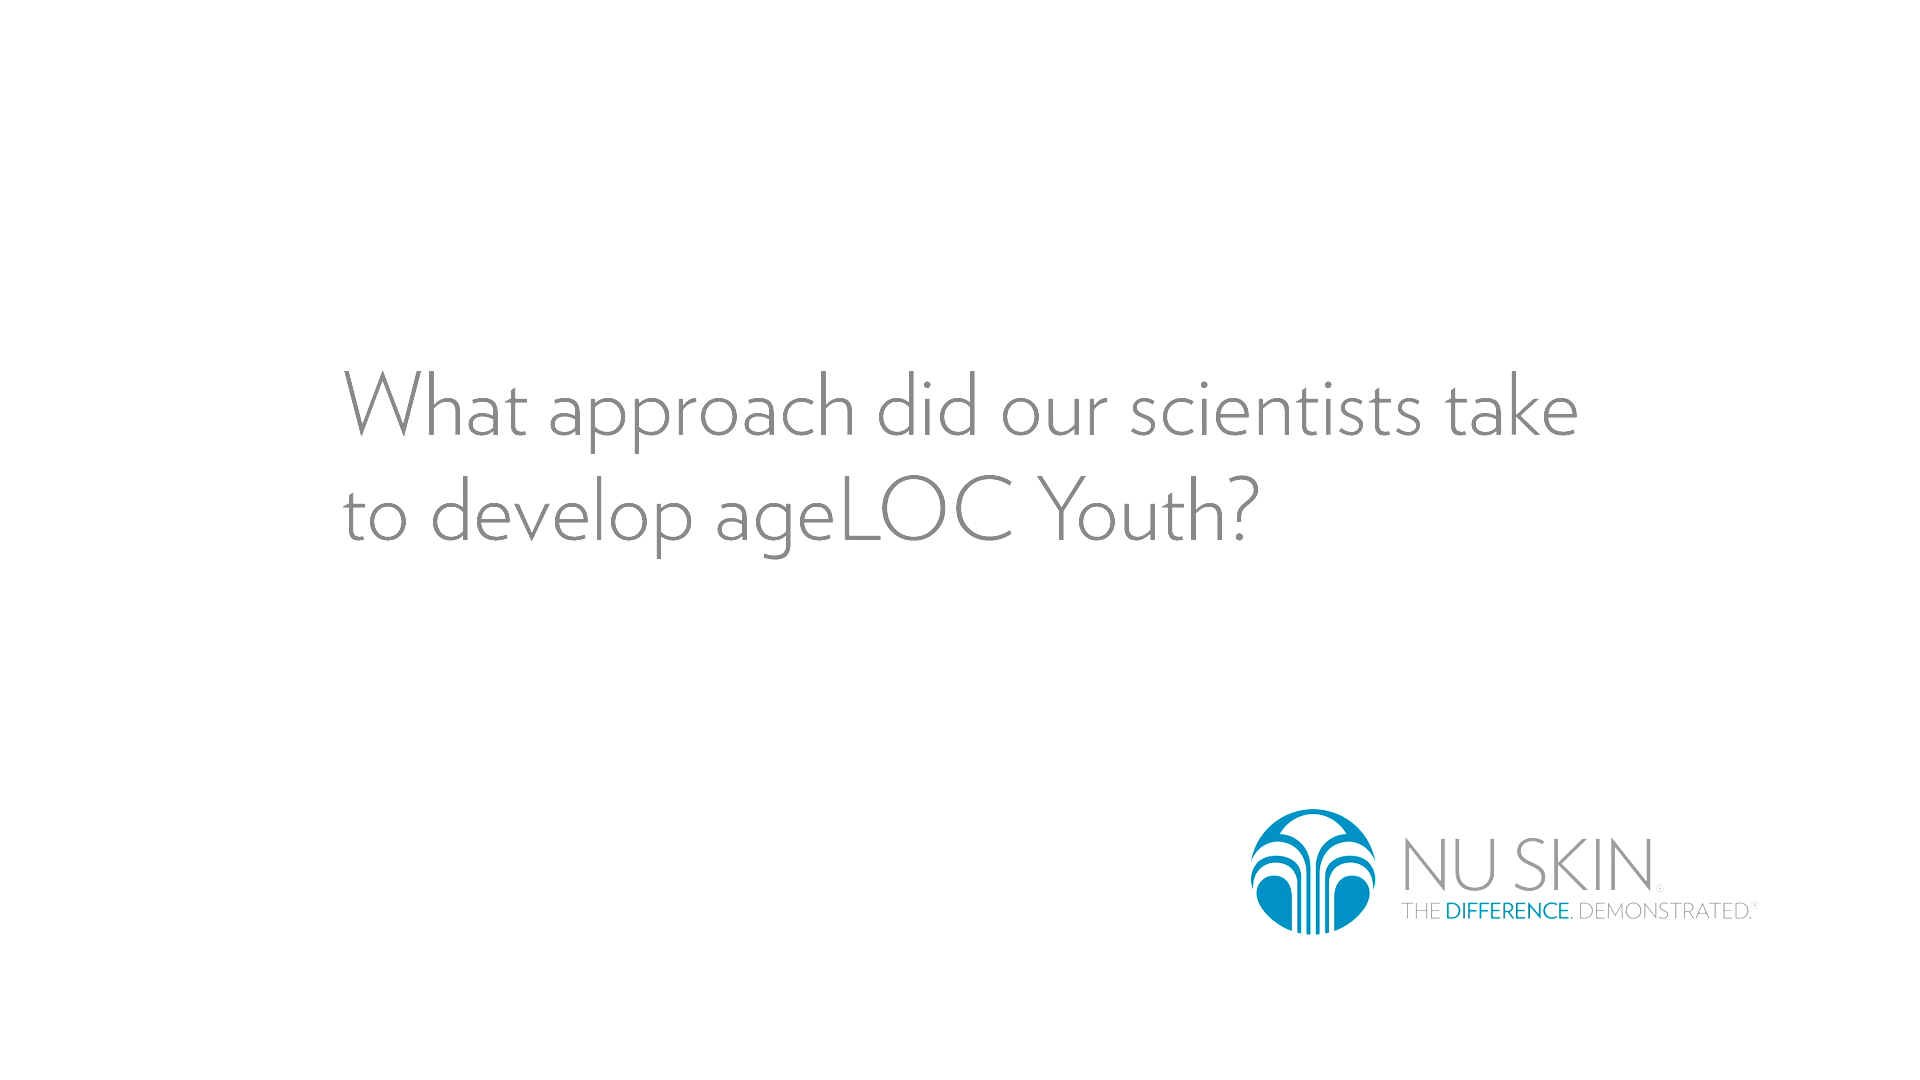 What approach did our scientists take
to develop ageLOC Youth?
NU SKIN®
THE DIFFERENCE. DEMONSTRATED.®